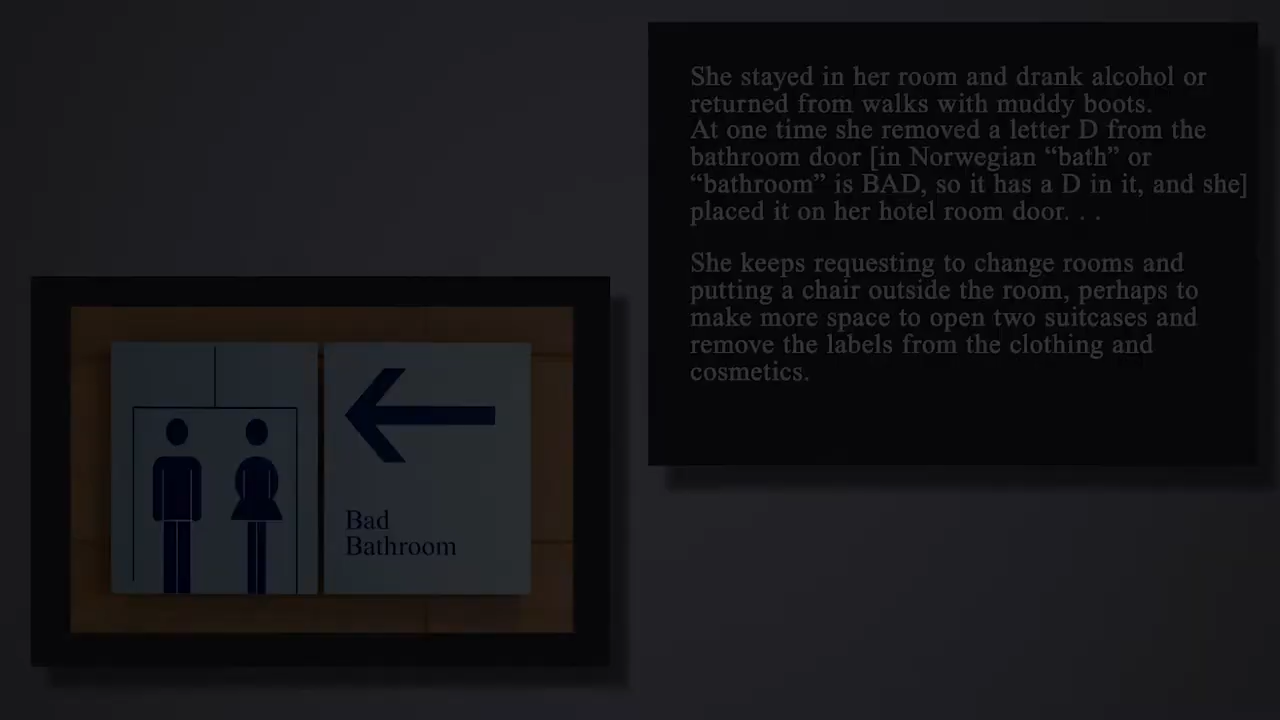 She stayed in her room and drank alcohol or
returned from walks with muddy boots.
At one time she removed a letter D from the
bathroom door [in Norwegian “bath” or
“bathroom” is BAD, so it has a D in it, and she]
placed it on her hotel room door. . .
She keeps requesting to change rooms and
putting a chair outside the room, perhaps to
make more space to open two suitcases and
remove the labels from the clothing and
cosmetics.
Bad
Bathroom